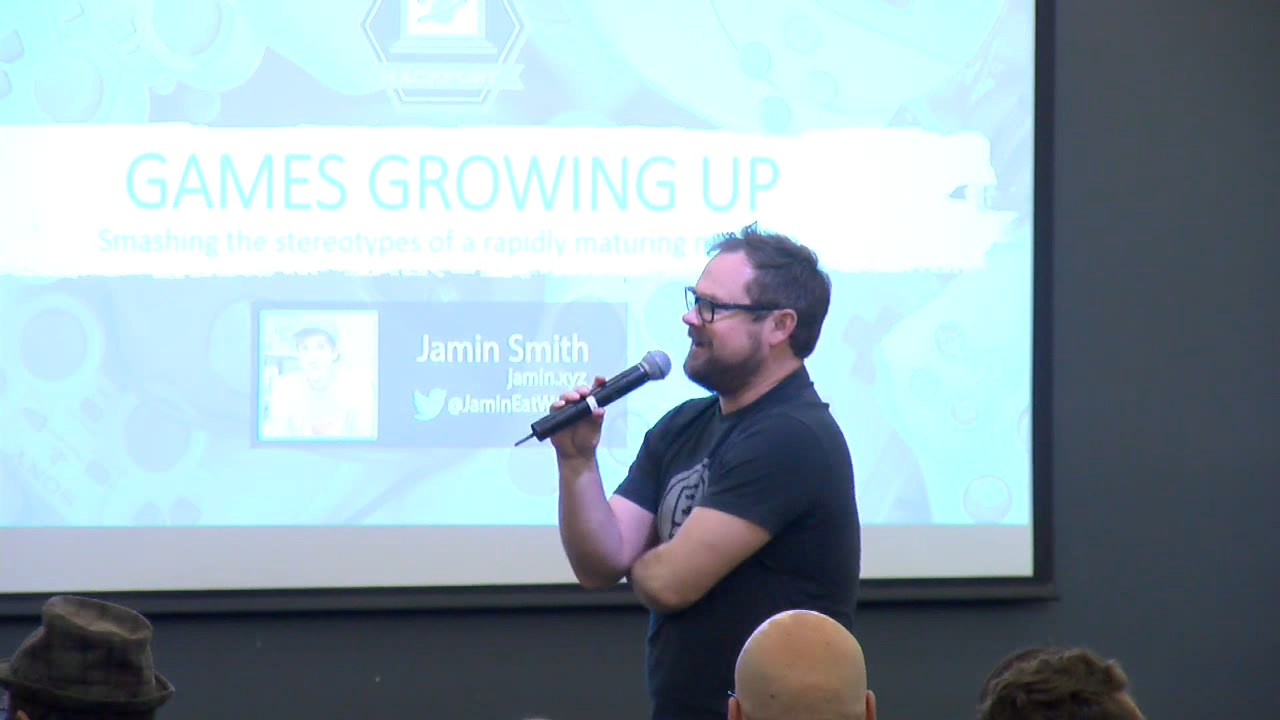 GAMES GROWING UP
Smashing the stereotypes of a rapidly maturing
Jamin Smith
jamin.xyz